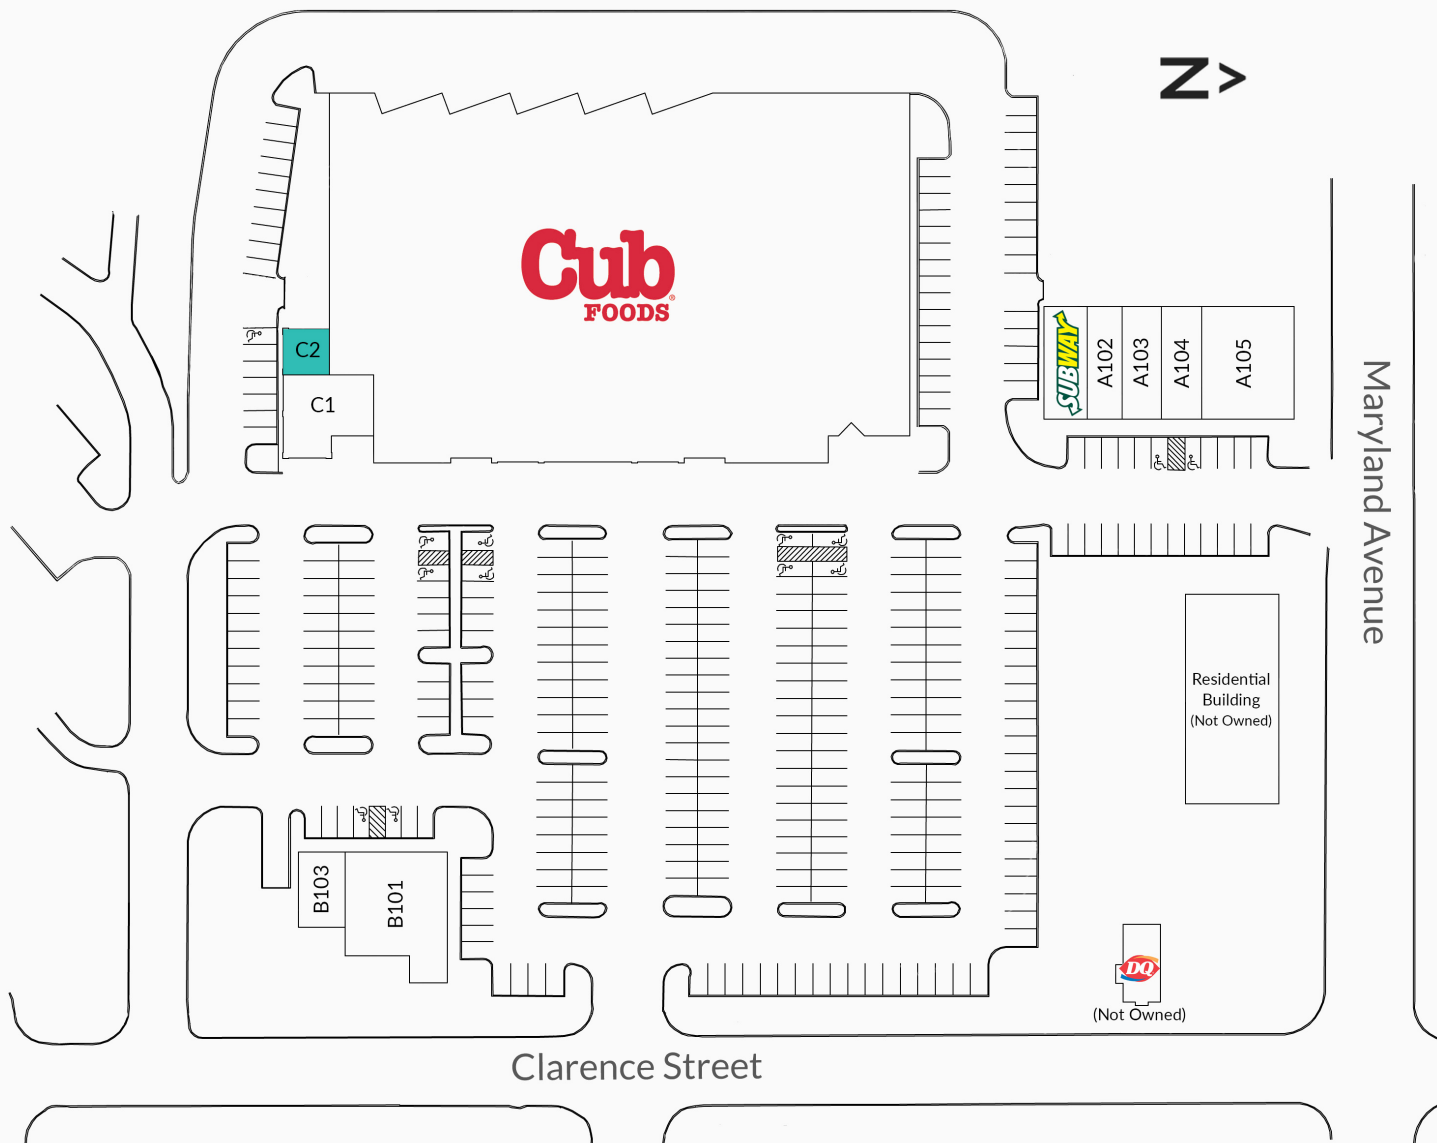 N >
Cub
FOODS
C2
C1
SUBWAY
A102
A103
A104
A105
Maryland Avenue
Residential
Building
(Not Owned)
B103
B101
DQ
(Not Owned)
Clarence Street